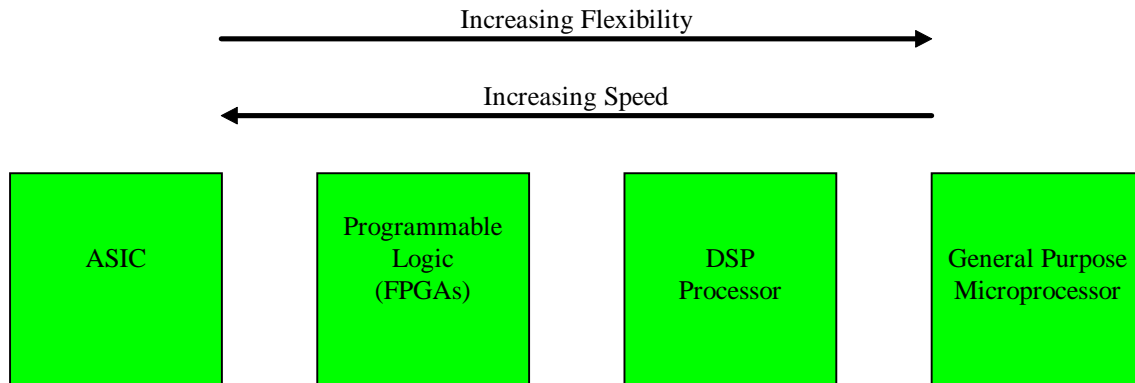 Increasing Flexibility
Increasing Speed
ASIC
Programmable
Logic
(FPGAs)
DSP
Processor
General Purpose
Microprocessor